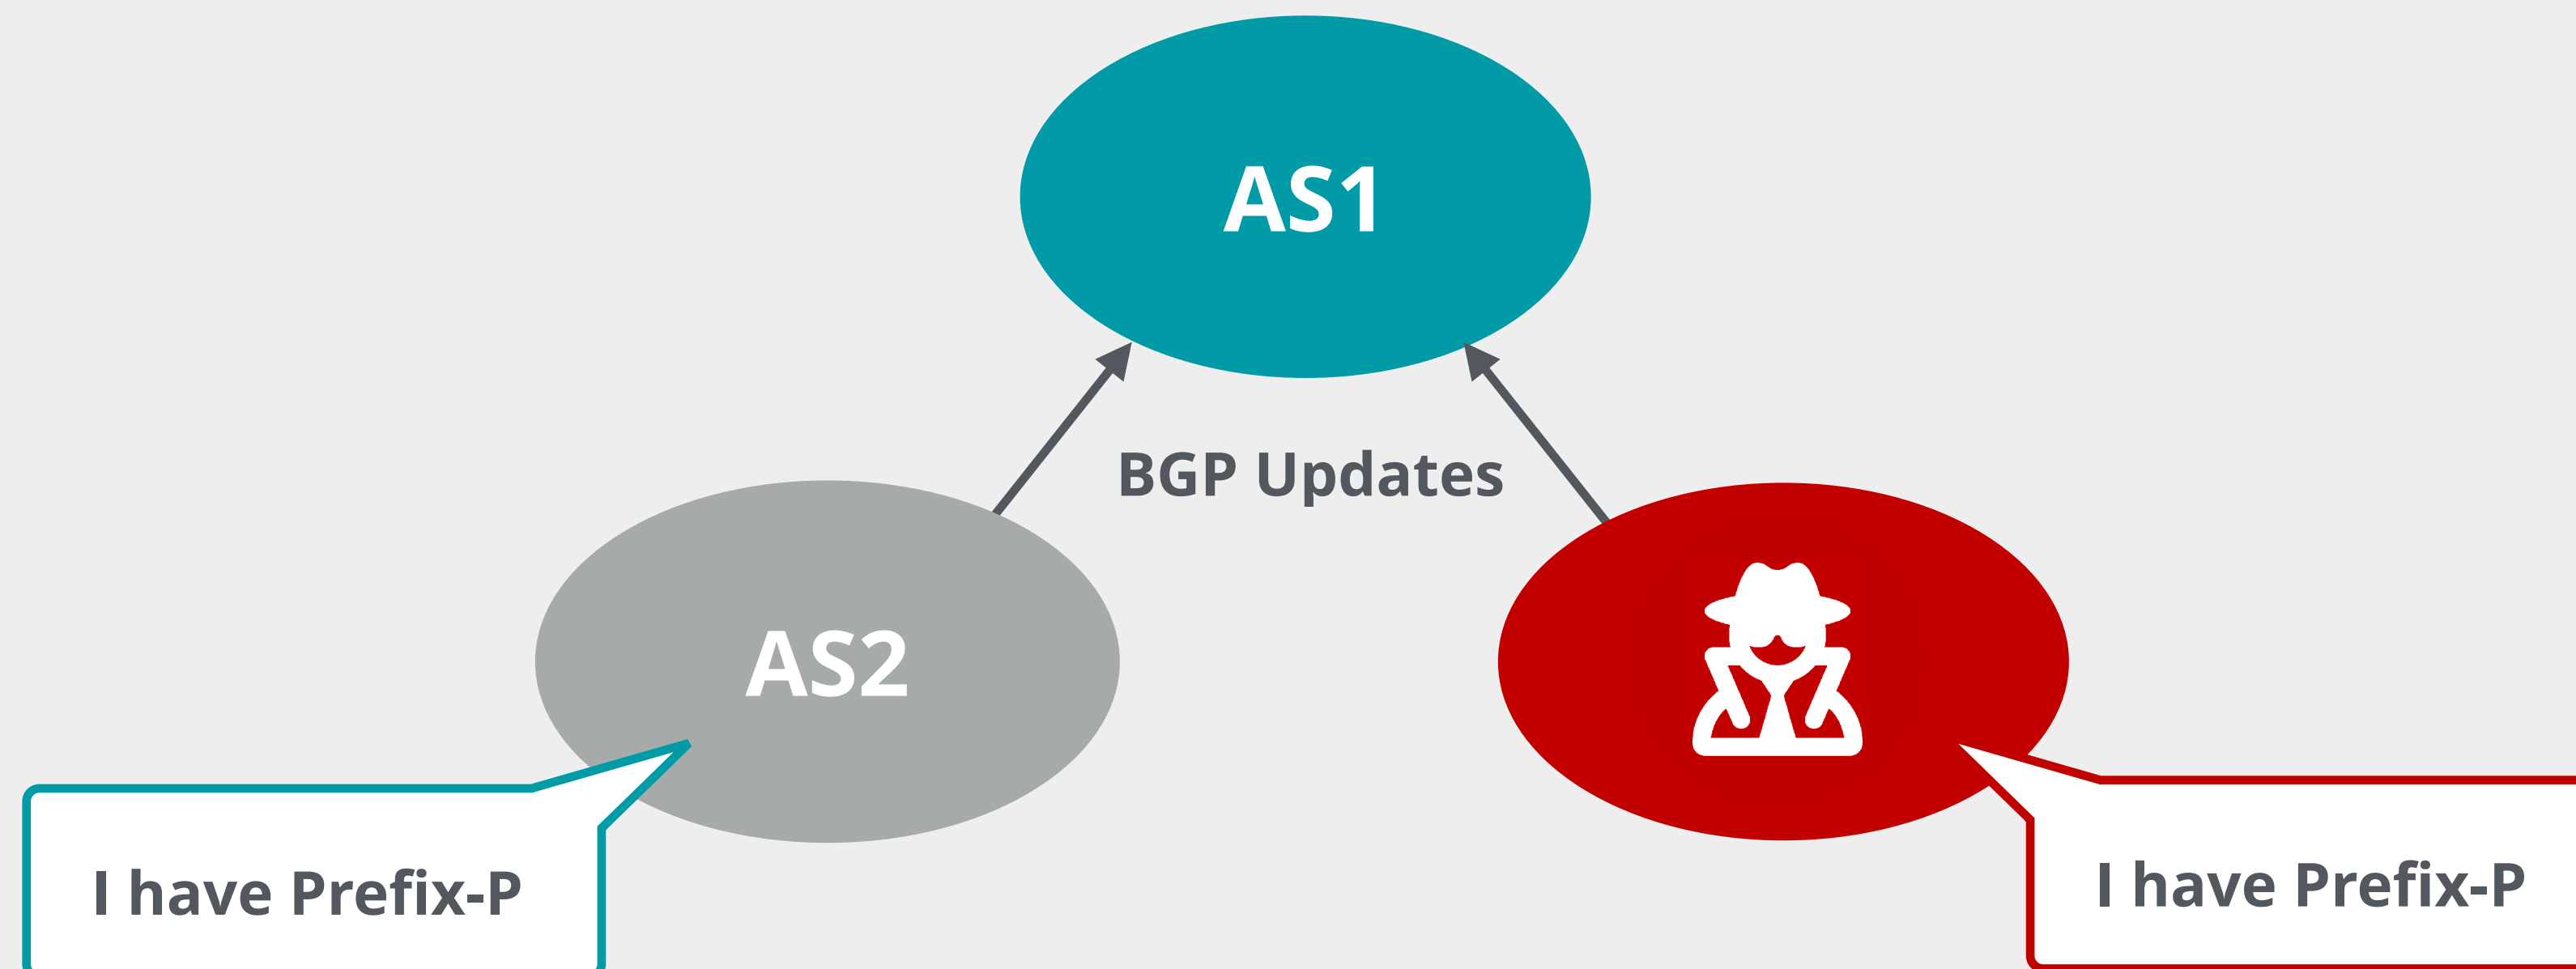 AS1
BGP Updates
AS2
I have Prefix-P
I have Prefix-P